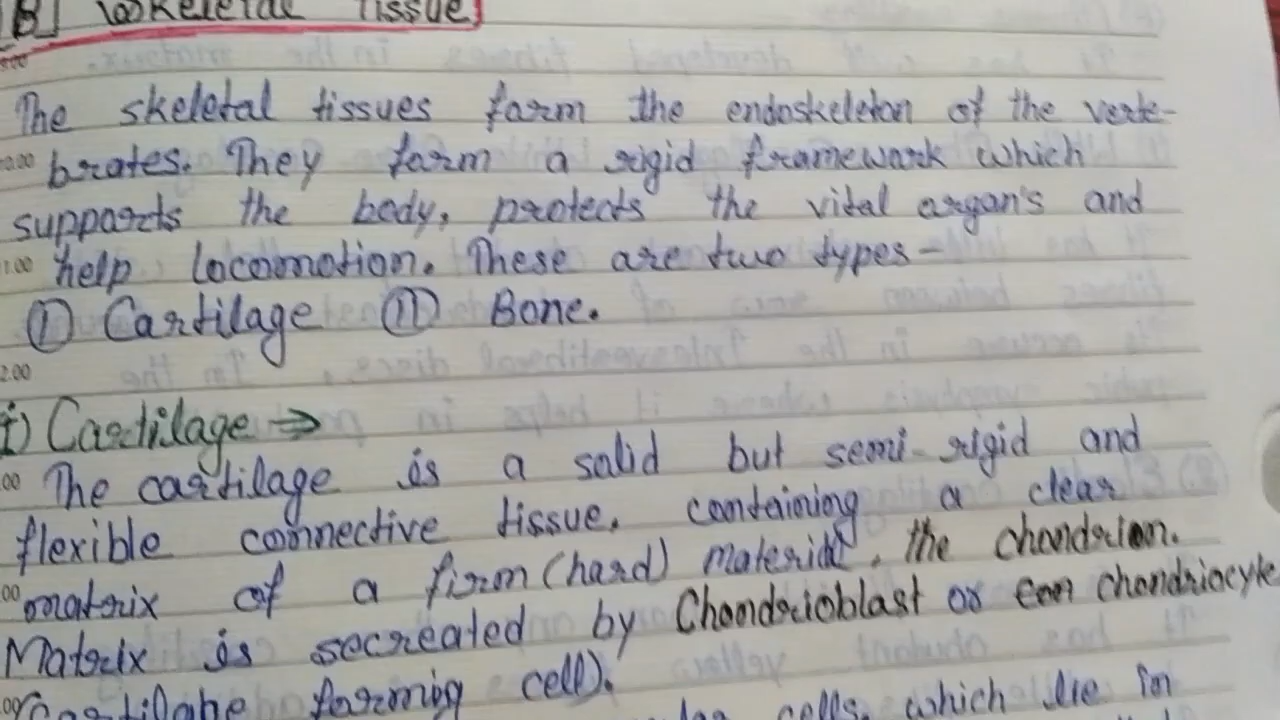 B] Skeletal Tissue
The skeletal tissues form the endoskeleton of the verte-
brates. They form a rigid framework which
supports the body, protects the vital argan's and
help locomotion. These are two types -
(I) Cartilage (II) Bone.
i) Cartilage ⇒
The cartilage is a solid but semi-rigid and
flexible connective tissue. containing a clear
matrix of a firm (hard) material, the chondrion.
Matrix is secreated by Chondrioblast or chondriocyte
forming cell).
cells, which lie in